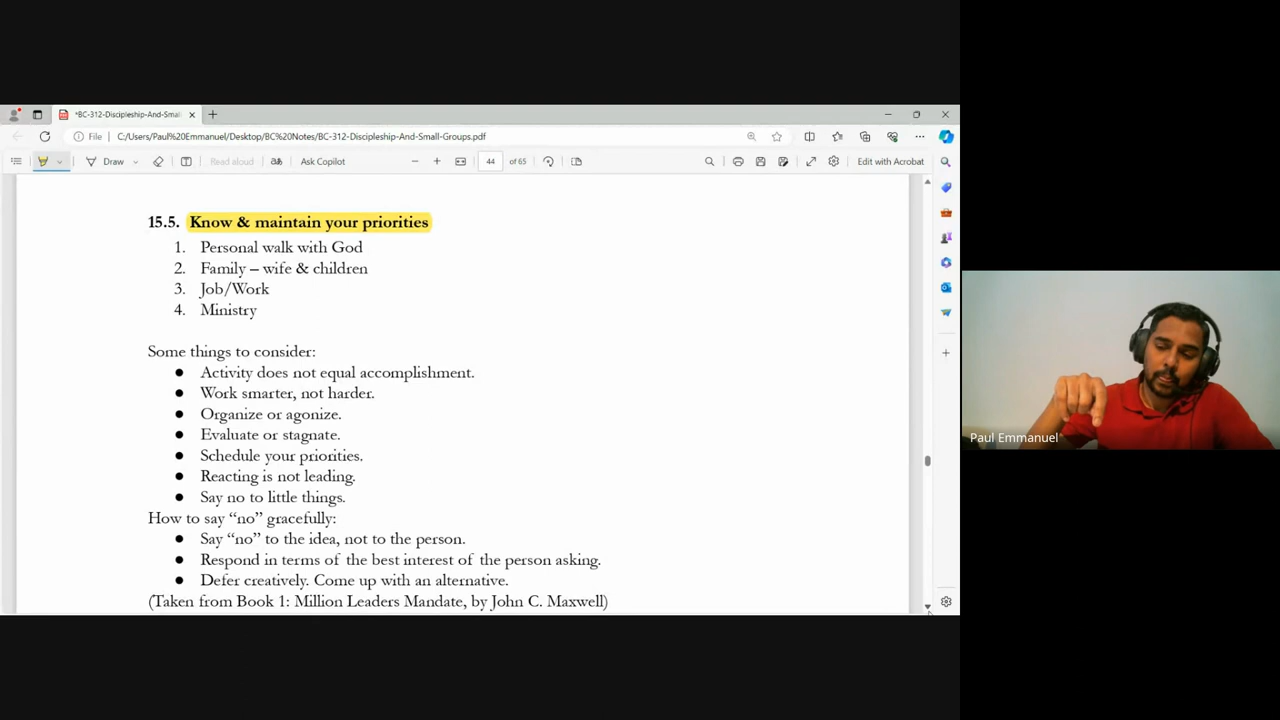 *BC-312-Discipleship-And-Smal
File
C:/Users/Paul%20Emmanuel/Desktop/BC%20Notes/BC-312-Discipleship-And-Small-Groups.pdf
Draw
Read aloud
Ask Copilot
44 of 65
Edit with Acrobat
15.5. Know & maintain your priorities
1. Personal walk with God
2. Family – wife & children
3. Job/Work
4. Ministry
Some things to consider:
● Activity does not equal accomplishment.
● Work smarter, not harder.
● Organize or agonize.
● Evaluate or stagnate.
● Schedule your priorities.
● Reacting is not leading.
● Say no to little things.
How to say “no” gracefully:
● Say “no” to the idea, not to the person.
● Respond in terms of the best interest of the person asking.
● Defer creatively. Come up with an alternative.
(Taken from Book 1: Million Leaders Mandate, by John C. Maxwell)
Paul Emmanuel